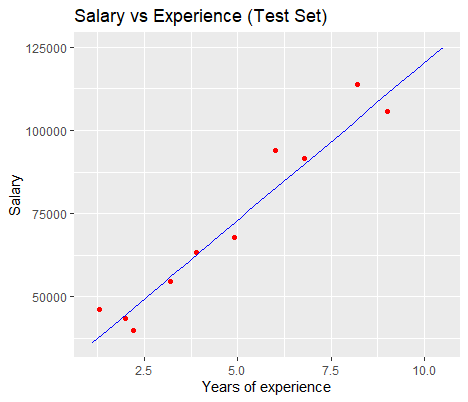 Salary vs Experience (Test Set)
125000
100000
75000
50000
Salary
2.5 5.0 7.5 10.0
Years of experience